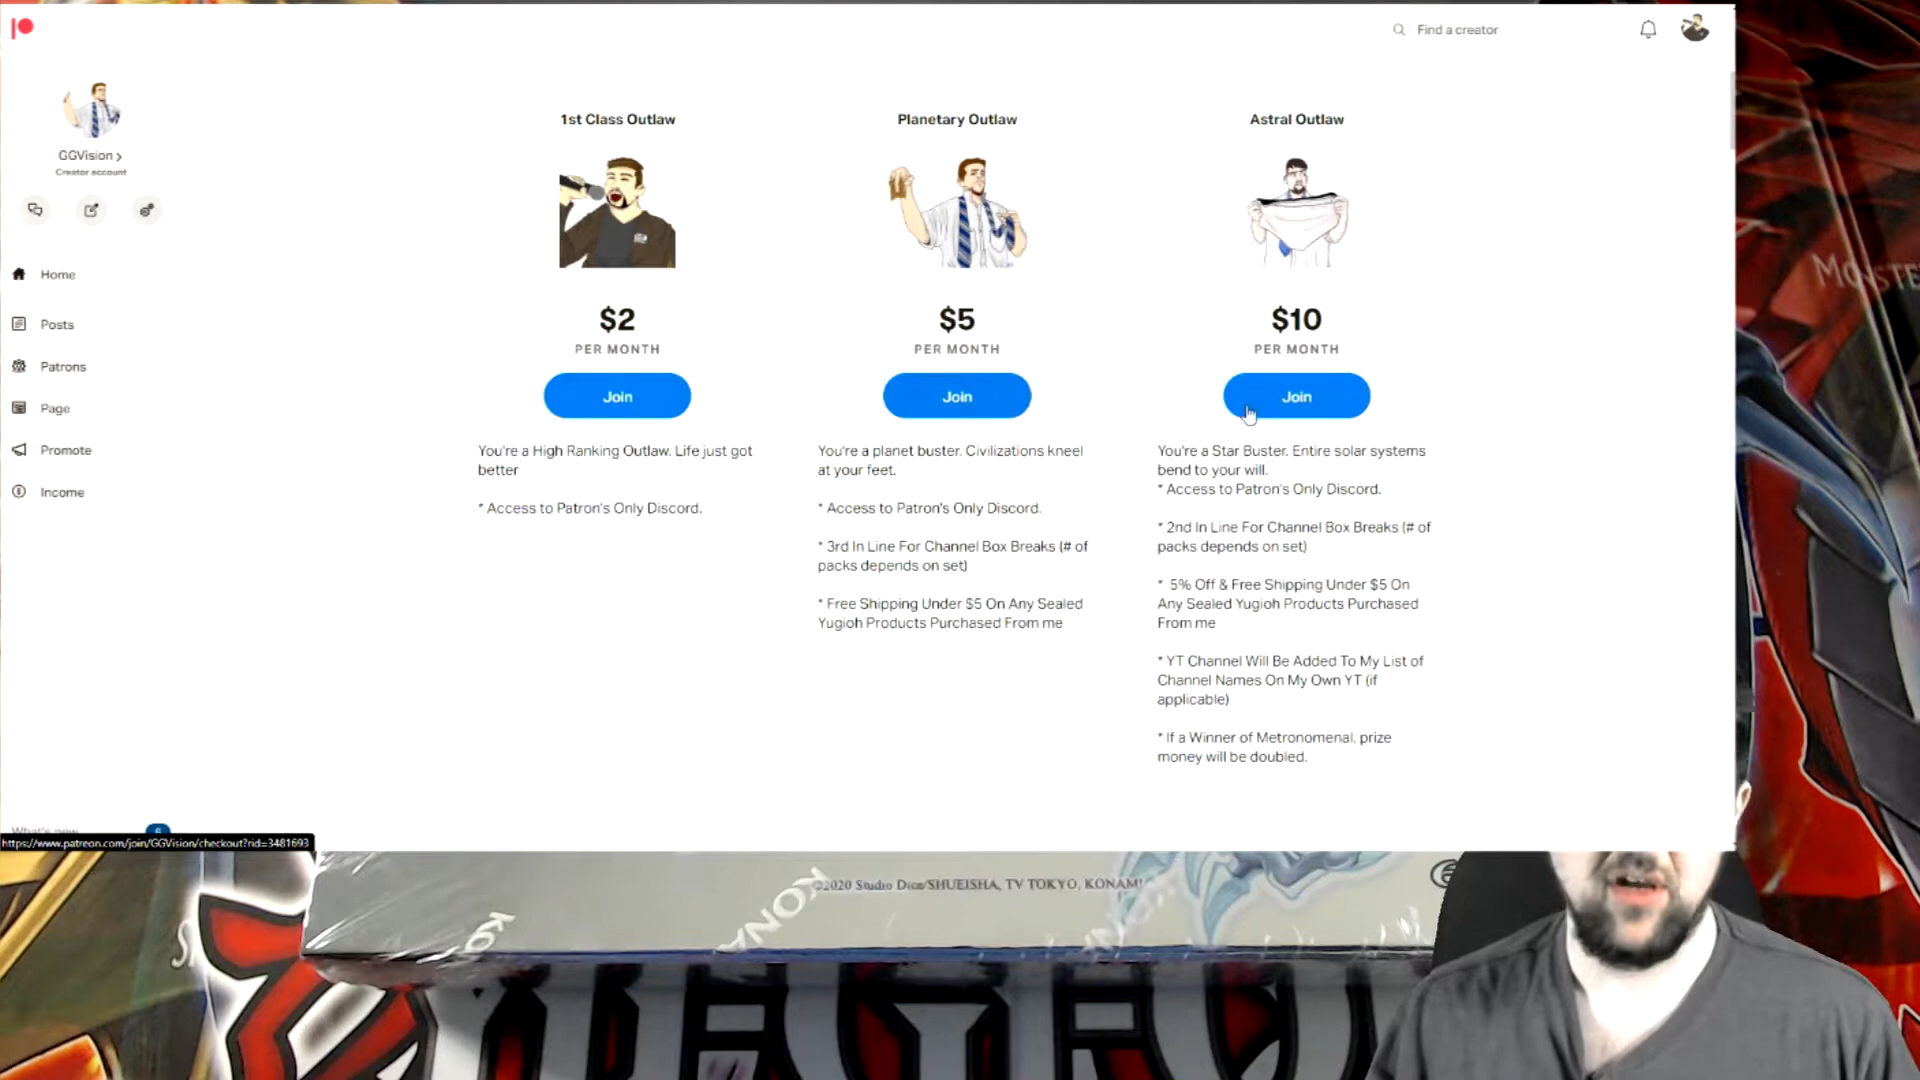 Find a creator
GGVision >
Creator account
Home
Posts
Patrons
Page
Promote
Income
What's new
6
https://www.patreon.com/join/GGVision/checkout?rid=3481693
1st Class Outlaw
$2
PER MONTH
Join
You're a High Ranking Outlaw. Life just got
better
* Access to Patron's Only Discord.
Planetary Outlaw
$5
PER MONTH
Join
You're a planet buster. Civilizations kneel
at your feet.
* Access to Patron's Only Discord.
* 3rd In Line For Channel Box Breaks (# of
packs depends on set)
* Free Shipping Under $5 On Any Sealed
Yugioh Products Purchased From me
Astral Outlaw
$10
PER MONTH
Join
You're a Star Buster. Entire solar systems
bend to your will.
* Access to Patron's Only Discord.
* 2nd In Line For Channel Box Breaks (# of
packs depends on set)
* 5% Off & Free Shipping Under $5 On
Any Sealed Yugioh Products Purchased
From me
* YT Channel Will Be Added To My List of
Channel Names On My Own YT (if
applicable)
* If a Winner of Metronomenal, prize
money will be doubled.
©2020 Studio Dice/SHUEISHA, TV TOKYO, KONAMI
KONA